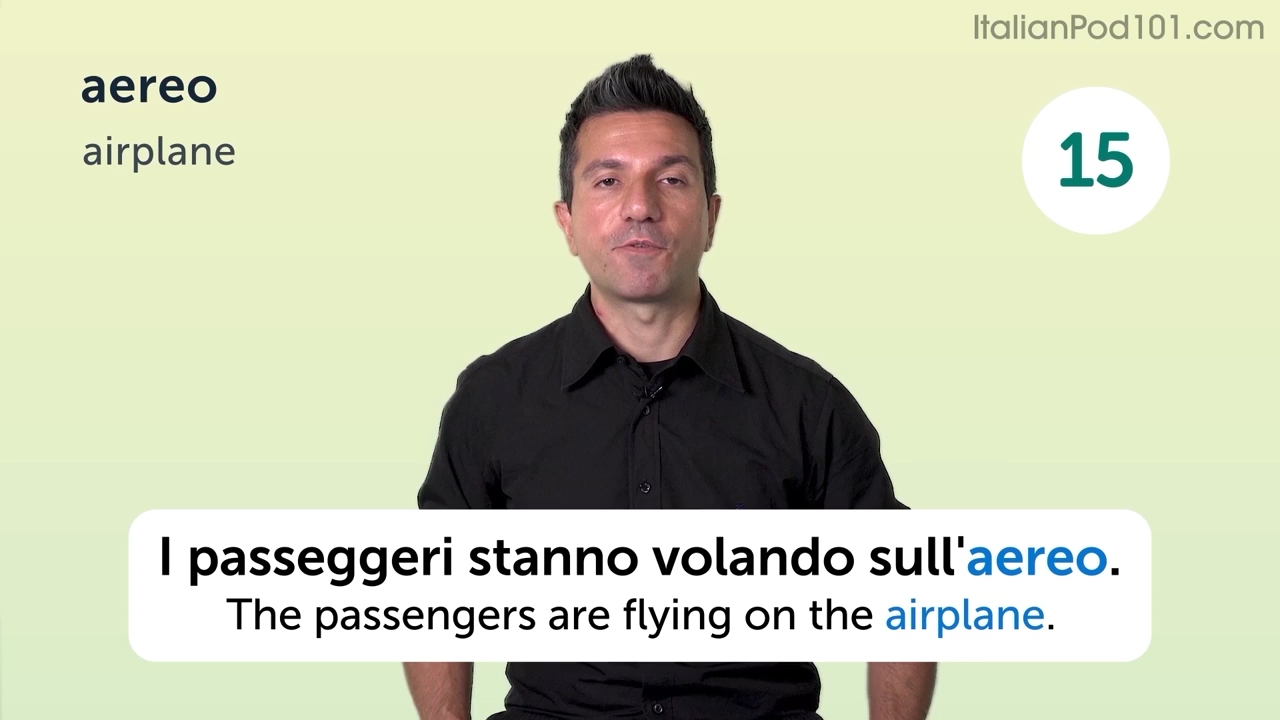 ItalianPod101.com
aereo
airplane
15
I passeggeri stanno volando sull'aereo.
The passengers are flying on the airplane.